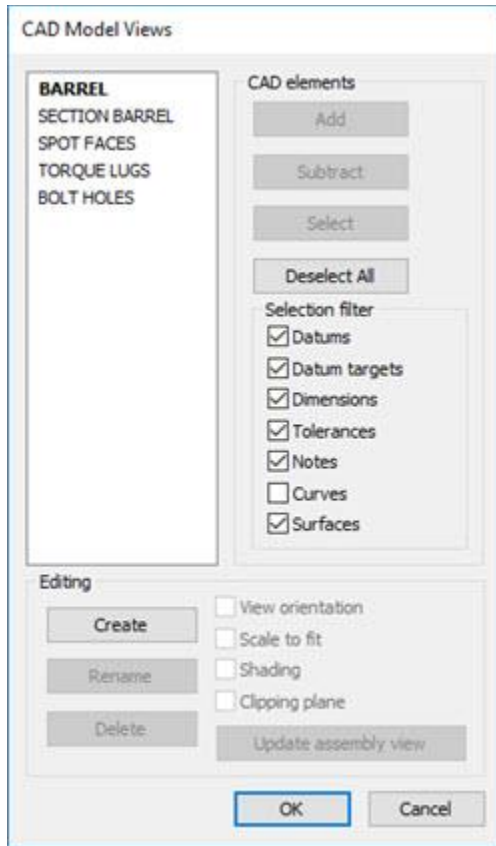 CAD Model Views
BARREL
SECTION BARREL
SPOT FACES
TORQUE LUGS
BOLT HOLES
CAD elements
Add
Subtract
Select
Deselect All
Selection filter
Datums
Datum targets
Dimensions
Tolerances
Notes
Curves
Surfaces
Editing
Create
Rename
Delete
View orientation
Scale to fit
Shading
Clipping plane
Update assembly view
OK
Cancel